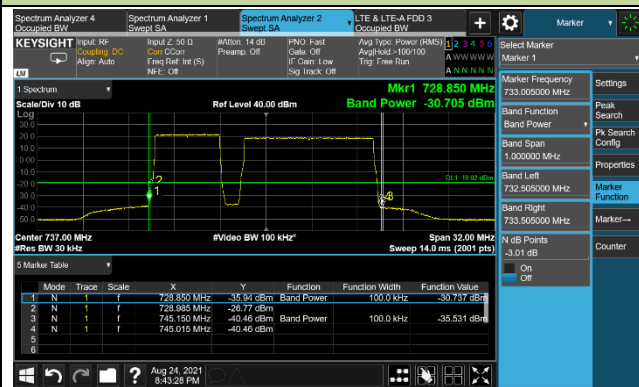 Spectrum Analyzer 4
Occupied BW
Spectrum Analyzer 1
Swept SA
Spectrum Analyzer 2
Swept SA
LTE & LTE-A FDD 3
Occupied BW
Marker
KEYSIGHT
LXI
Input: RF
Coupling: DC
Align: Auto
Input Z: 50 Ω
Corr CCorr
Freq Ref: Int (S)
NFE: Off
#Atten: 14 dB
Preamp: Off
PNO: Fast
Gate: Off
IF Gain: Low
Sig Track: Off
Avg Type: Power (RMS)
Avg|Hold:>100/100
Trig: Free Run
1 2 3 4 5 6
A W W W W W
A N N N N N
Select Marker
Marker 1
1 Spectrum
Scale/Div 10 dB
Log
Ref Level 40.00 dBm
Mkr1 728.850 MHz
Band Power -30.705 dBm
30.0
20.0
10.0
0.00
-10.0
-20.0
-30.0
-40.0
-50.0
2
1
DL1 -19.02 dBm
Center 737.00 MHz
#Res BW 30 kHz
#Video BW 100 kHz*
Span 32.00 MHz
Sweep 14.0 ms (2001 pts)
5 Marker Table
Mode Trace Scale X Y Function Function Width Function Value
1 N 1 f 728.850 MHz -35.94 dBm Band Power 100.0 kHz -30.737 dBm
2 N 1 f 728.985 MHz -26.77 dBm
3 N 1 f 745.150 MHz -40.46 dBm Band Power 100.0 kHz -35.531 dBm
4 N 1 f 745.015 MHz -40.46 dBm
5
6
Marker Frequency
733.005000 MHz
Band Function
Band Power
Band Span
1.000000 MHz
Band Left
732.505000 MHz
Band Right
733.505000 MHz
N dB Points
-3.01 dB
On
Off
Settings
Peak
Search
Pk Search
Config
Properties
Marker
Function
Marker→
Counter
?
Aug 24, 2021
8:43:28 PM